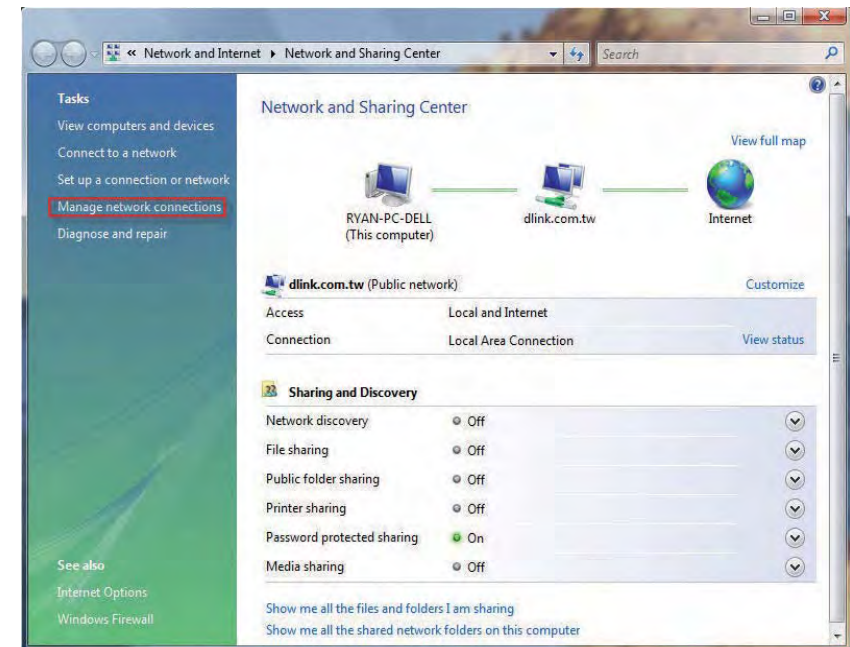 « Network and Internet ▸ Network and Sharing Center
Search
Tasks
View computers and devices
Connect to a network
Set up a connection or network
Manage network connections
Diagnose and repair
See also
Internet Options
Windows Firewall
Network and Sharing Center
View full map
RYAN-PC-DELL
(This computer)
dlink.com.tw
Internet
dlink.com.tw (Public network)
Customize
Access Local and Internet
Connection Local Area Connection View status
Sharing and Discovery
Network discovery Off
File sharing Off
Public folder sharing Off
Printer sharing Off
Password protected sharing On
Media sharing Off
Show me all the files and folders I am sharing
Show me all the shared network folders on this computer